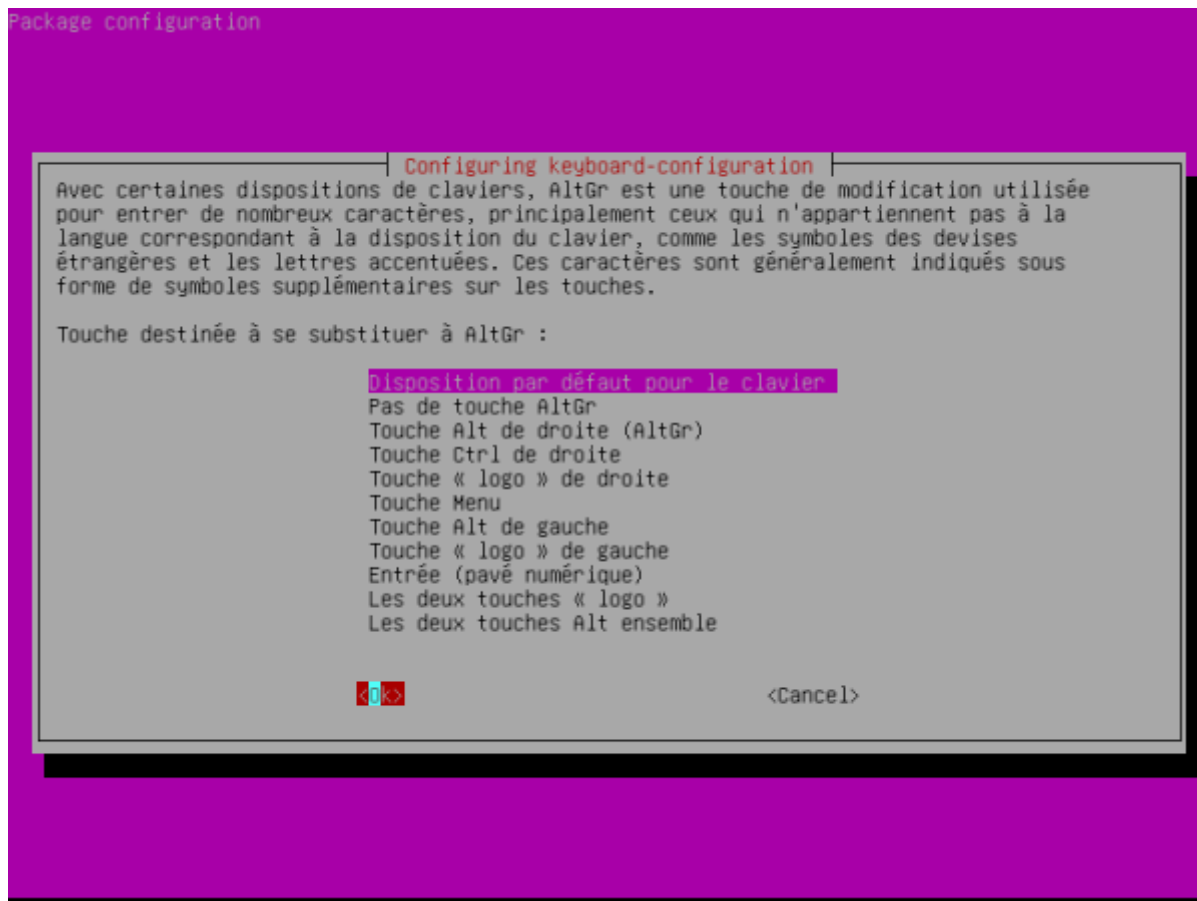 Package configuration
Configuring keyboard-configuration
Avec certaines dispositions de claviers, AltGr est une touche de modification utilisée
pour entrer de nombreux caractères, principalement ceux qui n'appartiennent pas à la
langue correspondant à la disposition du clavier, comme les symboles des devises
étrangères et les lettres accentuées. Ces caractères sont généralement indiqués sous
forme de symboles supplémentaires sur les touches.
Touche destinée à se substituer à AltGr :
Disposition par défaut pour le clavier
Pas de touche AltGr
Touche Alt de droite (AltGr)
Touche Ctrl de droite
Touche « logo » de droite
Touche Menu
Touche Alt de gauche
Touche « logo » de gauche
Entrée (pavé numérique)
Les deux touches « logo »
Les deux touches Alt ensemble
<Ok> <Cancel>